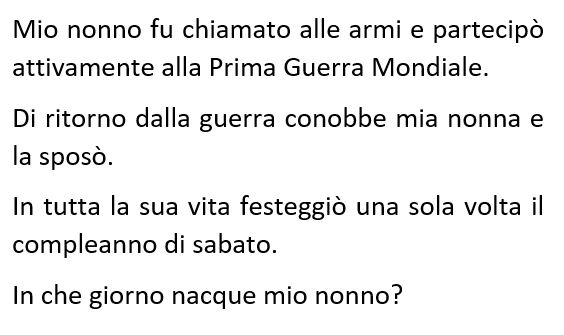 Mio nonno fu chiamato alle armi e partecipò
attivamente alla Prima Guerra Mondiale.
Di ritorno dalla guerra conobbe mia nonna e
la sposò.
In tutta la sua vita festeggiò una sola volta il
compleanno di sabato.
In che giorno nacque mio nonno?